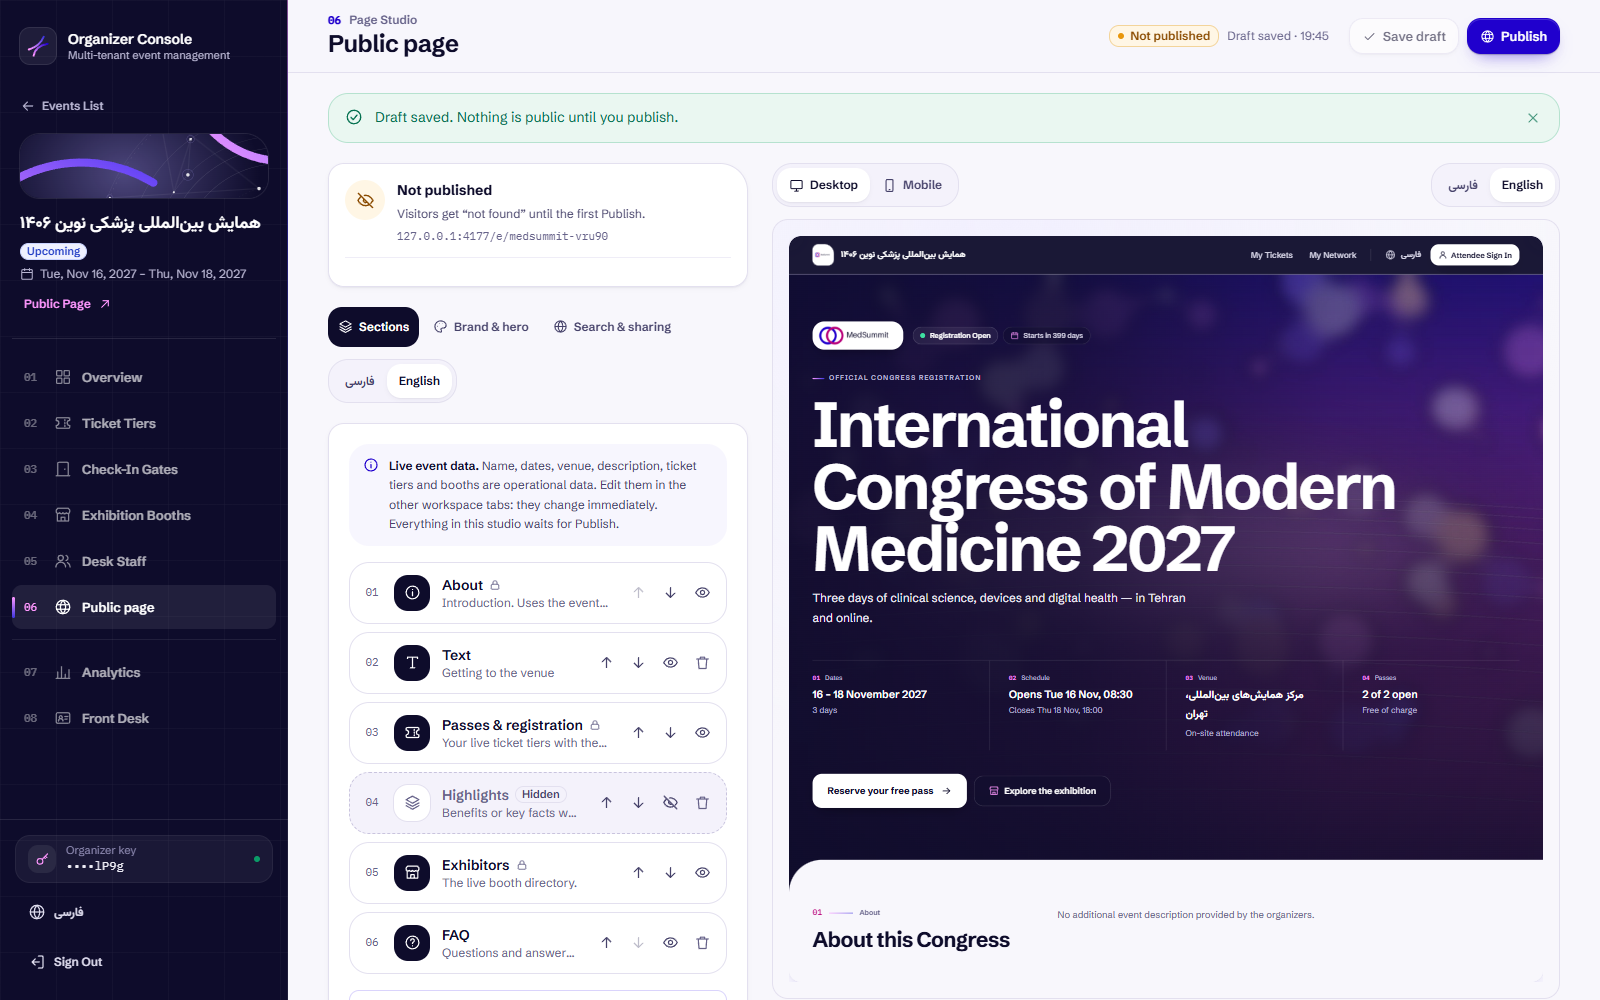 Organizer Console
Multi-tenant event management
Events List
همایش بین‌المللی پزشکی نوین ۱۴۰۶
Upcoming
Tue, Nov 16, 2027 – Thu, Nov 18, 2027
Public Page
01 Overview
02 Ticket Tiers
03 Check-In Gates
04 Exhibition Booths
05 Desk Staff
06 Public page
07 Analytics
08 Front Desk
Organizer key
••••lP9g
فارسی
Sign Out
06 Page Studio
Public page
Not published
Draft saved · 19:45
Save draft
Publish
Draft saved. Nothing is public until you publish.
Not published
Visitors get “not found” until the first Publish.
127.0.0.1:4177/e/medsummit-vru90
Sections
Brand & hero
Search & sharing
فارسی
English
Live event data. Name, dates, venue, description, ticket
tiers and booths are operational data. Edit them in the
other workspace tabs: they change immediately.
Everything in this studio waits for Publish.
01 About
Introduction. Uses the event…
02 Text
Getting to the venue
03 Passes & registration
Your live ticket tiers with the…
04 Highlights Hidden
Benefits or key facts w…
05 Exhibitors
The live booth directory.
06 FAQ
Questions and answer…
Desktop
Mobile
فارسی
English
همایش بین‌المللی پزشکی نوین ۱۴۰۶
My Tickets
My Network
فارسی
Attendee Sign In
MedSummit
Registration Open
Starts in 399 days
OFFICIAL CONGRESS REGISTRATION
International
Congress of Modern
Medicine 2027
Three days of clinical science, devices and digital health — in Tehran
and online.
01 Dates
16 – 18 November 2027
3 days
02 Schedule
Opens Tue 16 Nov, 08:30
Closes Thu 18 Nov, 18:00
03 Venue
مرکز همایش‌های بین‌المللی،
تهران
On-site attendance
04 Passes
2 of 2 open
Free of charge
Reserve your free pass
Explore the exhibition
01 About
About this Congress
No additional event description provided by the organizers.